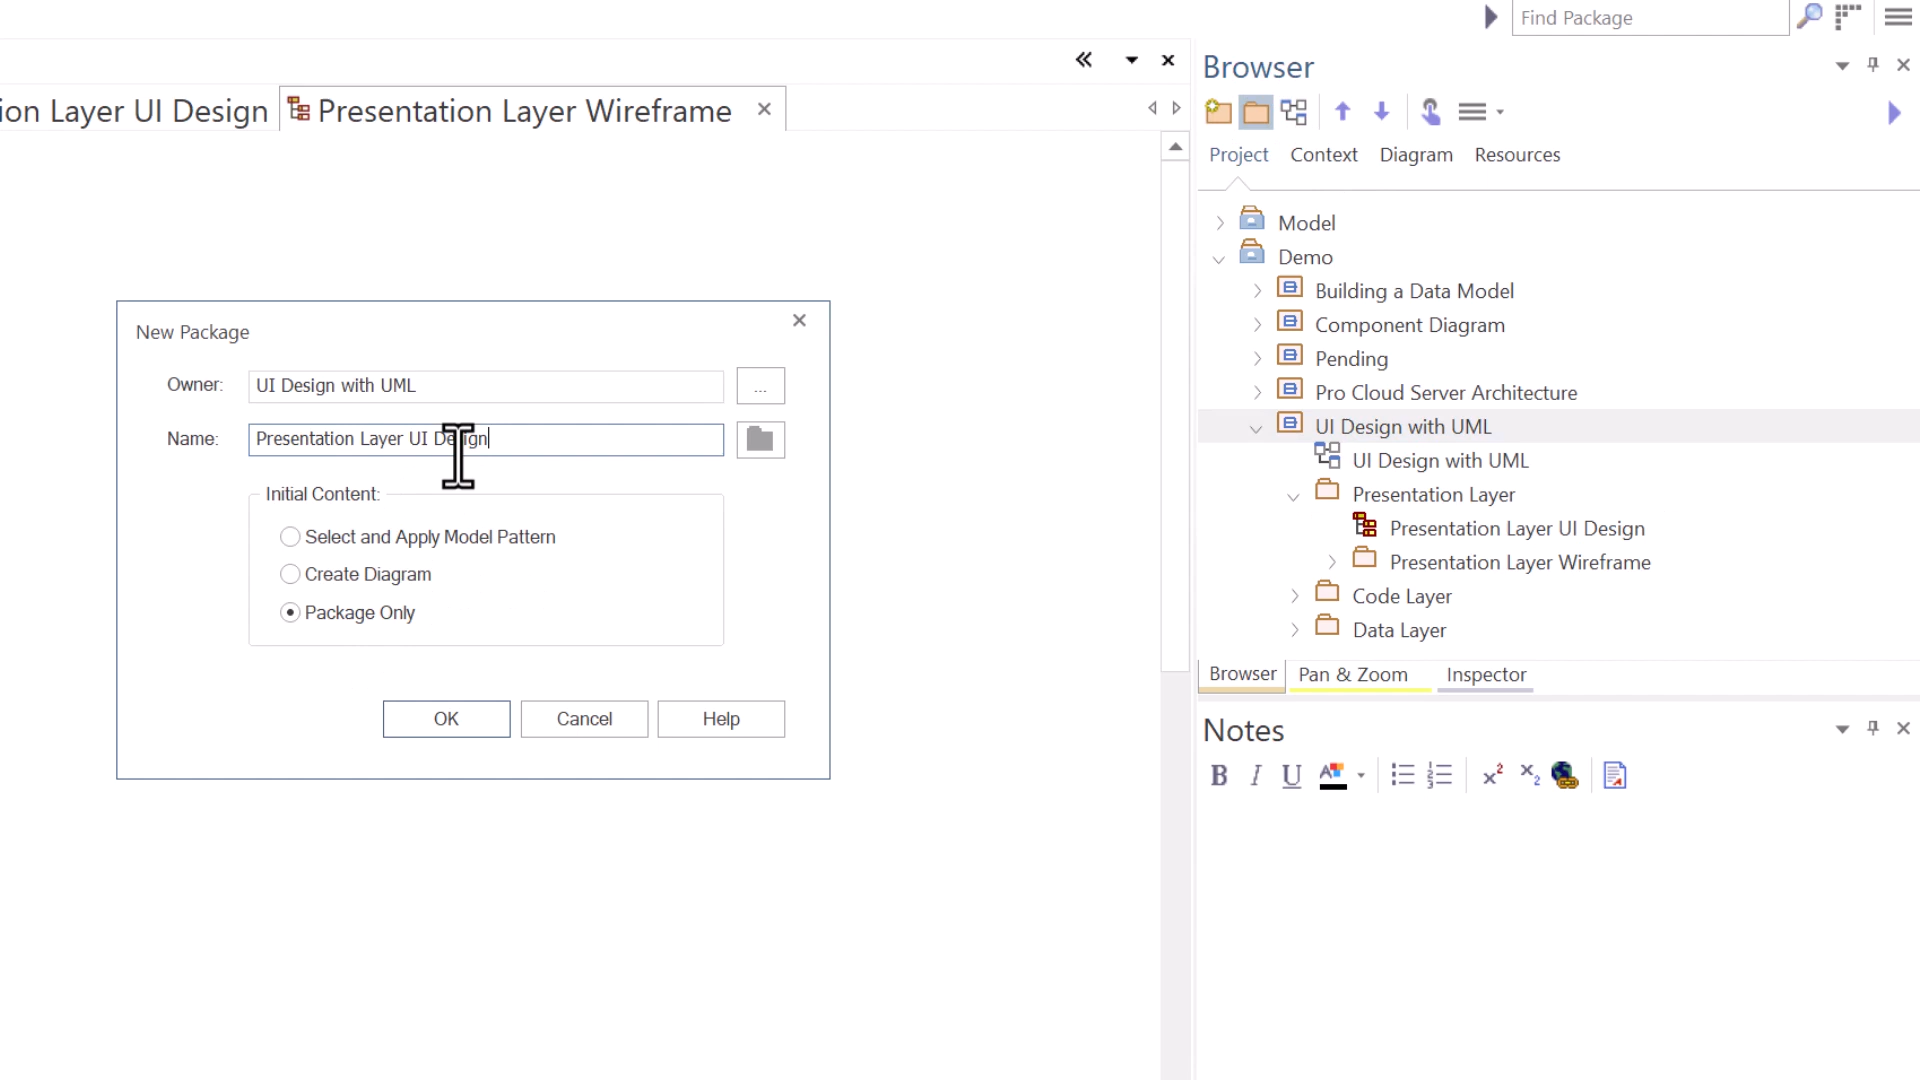 Find Package
ion Layer UI Design
Presentation Layer Wireframe
New Package
Owner:
UI Design with UML
...
Name:
Presentation Layer UI Design
Initial Content:
Select and Apply Model Pattern
Create Diagram
Package Only
OK
Cancel
Help
Browser
Project
Context
Diagram
Resources
Model
Demo
Building a Data Model
Component Diagram
Pending
Pro Cloud Server Architecture
UI Design with UML
UI Design with UML
Presentation Layer
Presentation Layer UI Design
Presentation Layer Wireframe
Code Layer
Data Layer
Browser
Pan & Zoom
Inspector
Notes